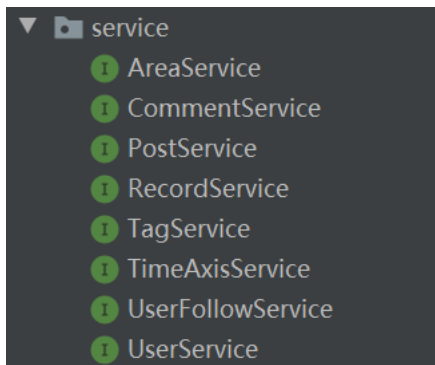 service
I AreaService
I CommentService
I PostService
I RecordService
I TagService
I TimeAxisService
I UserFollowService
I UserService